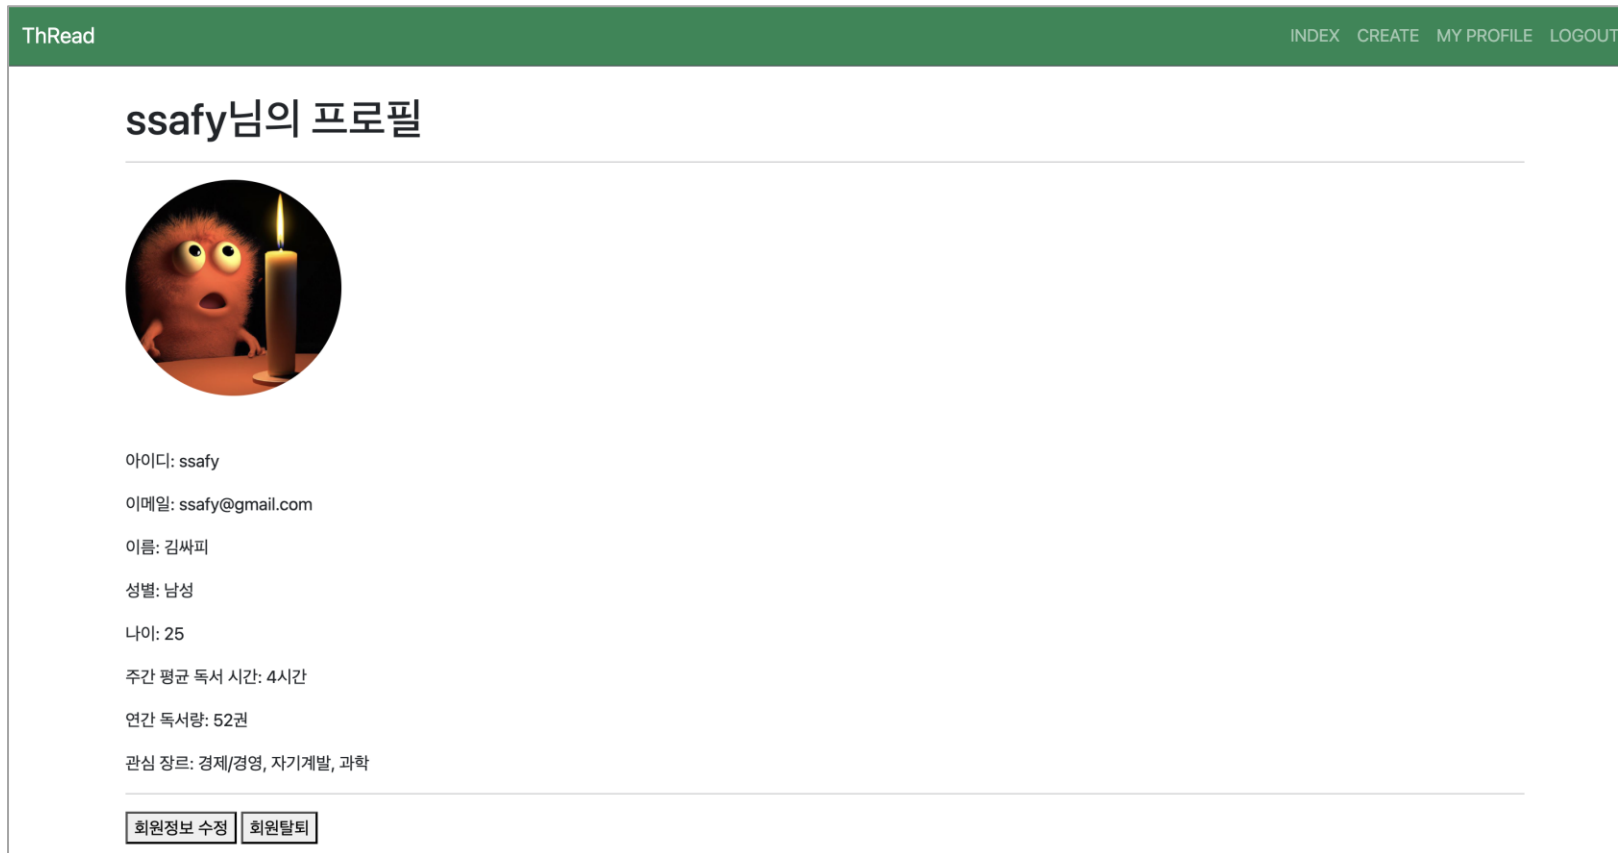 ThRead INDEX CREATE MY PROFILE LOGOUT
ssafy님의 프로필
아이디: ssafy
이메일: ssafy@gmail.com
이름: 김싸피
성별: 남성
나이: 25
주간 평균 독서 시간: 4시간
연간 독서량: 52권
관심 장르: 경제/경영, 자기계발, 과학
회원정보 수정 회원탈퇴